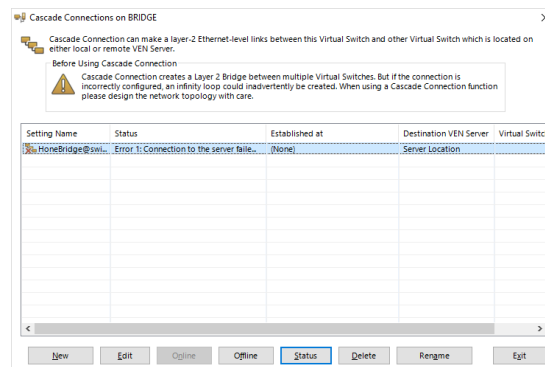 Cascade Connections on BRIDGE
Cascade Connection can make a layer-2 Ethernet-level links between this Virtual Switch and other Virtual Switch which is located on
either local or remote VEN Server.
Before Using Cascade Connection
Cascade Connection creates a Layer 2 Bridge between multiple Virtual Switches. But if the connection is
incorrectly configured, an infinity loop could inadvertently be created. When using a Cascade Connection function
please design the network topology with care.
Setting Name Status Established at Destination VEN Server Virtual Switc
HoneBridge@swi... Error 1: Connection to the server faile... (None) Server Location
New Edit Online Offline Status Delete Rename Exit